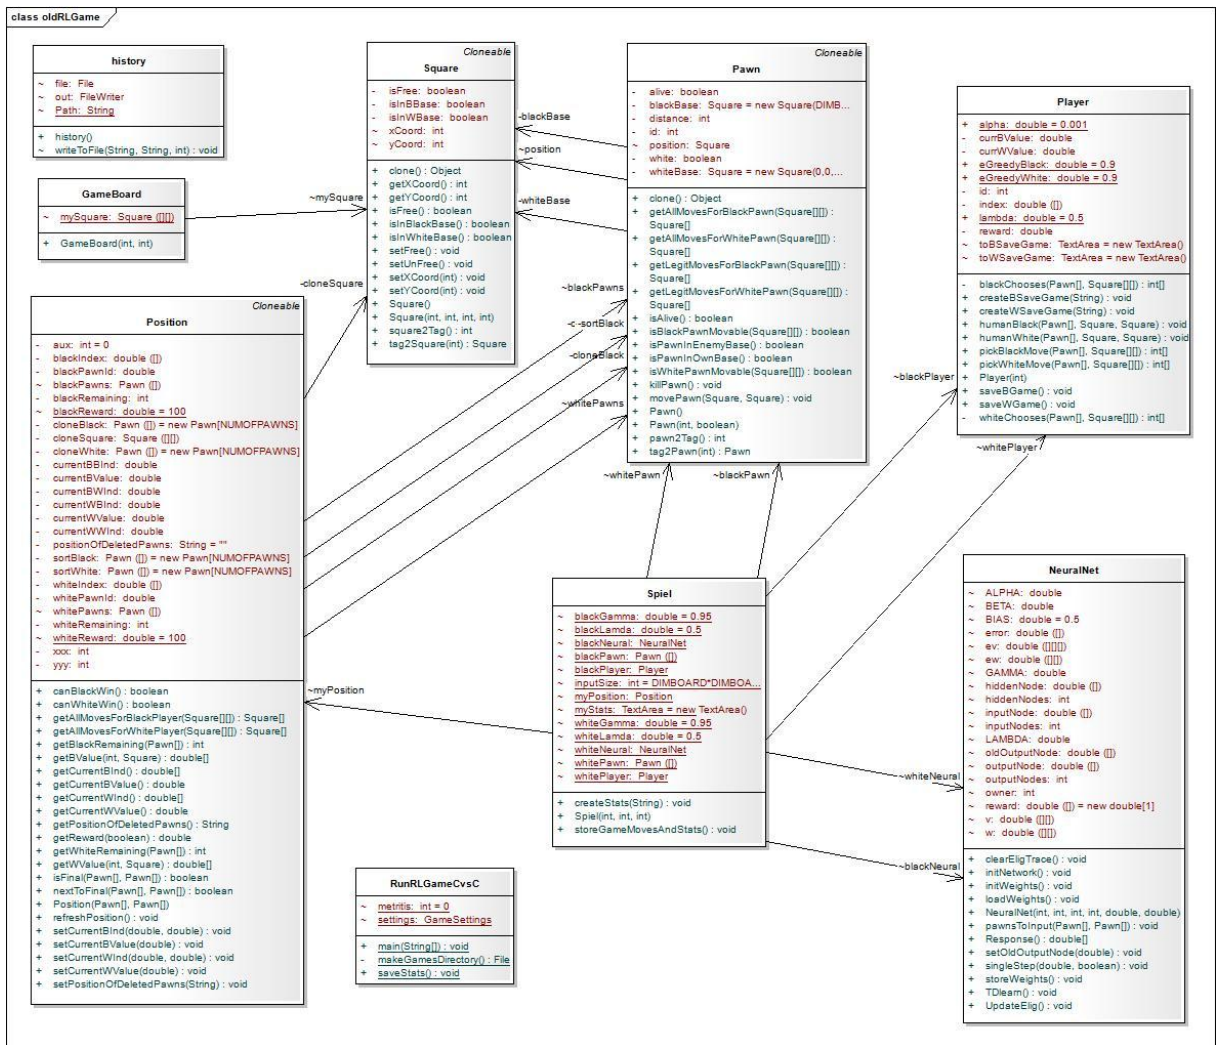 class oldRLGame
history
~ file: File
~ out: FileWriter
~ Path: String
+ history()
~ writeToFile(String, String, int) : void
GameBoard
~ mySquare: Square ([][])
+ GameBoard(int, int)
Cloneable
Square
- isFree: boolean
- isInBBase: boolean
- isInWBase: boolean
~ xCoord: int
~ yCoord: int
+ clone() : Object
+ getXCoord() : int
+ getYCoord() : int
+ isFree() : boolean
+ isInBlackBase() : boolean
+ isInWhiteBase() : boolean
+ setFree() : void
+ setUnFree() : void
+ setXCoord(int) : void
+ setYCoord(int) : void
+ Square()
+ Square(int, int, int, int)
+ square2Tag() : int
+ tag2Square(int) : Square
Cloneable
Pawn
- alive: boolean
- blackBase: Square = new Square(DIMB...
- distance: int
- id: int
~ position: Square
- white: boolean
- whiteBase: Square = new Square(0,0,...
+ clone() : Object
+ getAllMovesForBlackPawn(Square[][]) :
Square[]
+ getAllMovesForWhitePawn(Square[][]) :
Square[]
+ getLegitMovesForBlackPawn(Square[][]) :
Square[]
+ getLegitMovesForWhitePawn(Square[][]) :
Square[]
+ isAlive() : boolean
+ isBlackPawnMovable(Square[][]) : boolean
+ isPawnInEnemyBase() : boolean
+ isPawnInOwnBase() : boolean
+ isWhitePawnMovable(Square[][]) : boolean
+ killPawn() : void
+ movePawn(Square, Square) : void
+ Pawn()
+ Pawn(int, boolean)
+ pawn2Tag() : int
+ tag2Pawn(int) : Pawn
Player
+ alpha: double = 0.001
- currBValue: double
- currWValue: double
+ eGreedyBlack: double = 0.9
+ eGreedyWhite: double = 0.9
- id: int
- index: double ([])
+ lambda: double = 0.5
- reward: double
~ toBSaveGame: TextArea = new TextArea()
~ toWSaveGame: TextArea = new TextArea()
- blackChooses(Pawn[], Square[][]) : int[]
+ createBSaveGame(String) : void
+ createWSaveGame(String) : void
+ humanBlack(Pawn[], Square, Square) : void
+ humanWhite(Pawn[], Square, Square) : void
+ pickBlackMove(Pawn[], Square[][]) : int[]
+ pickWhiteMove(Pawn[], Square[][]) : int[]
+ Player(int)
+ saveBGame() : void
+ saveWGame() : void
- whiteChooses(Pawn[], Square[][]) : int[]
Cloneable
Position
- aux: int = 0
- blackIndex: double ([])
- blackPawnId: double
~ blackPawns: Pawn ([])
- blackRemaining: int
~ blackReward: double = 100
- cloneBlack: Pawn ([]) = new Pawn[NUMOFPAWNS]
- cloneSquare: Square ([][])
- cloneWhite: Pawn ([]) = new Pawn[NUMOFPAWNS]
- currentBBInd: double
- currentBValue: double
- currentBWInd: double
- currentWBInd: double
- currentWValue: double
- currentWWInd: double
- positionOfDeletedPawns: String = ""
- sortBlack: Pawn ([]) = new Pawn[NUMOFPAWNS]
- sortWhite: Pawn ([]) = new Pawn[NUMOFPAWNS]
- whiteIndex: double ([])
- whitePawnId: double
~ whitePawns: Pawn ([])
- whiteRemaining: int
~ whiteReward: double = 100
- xxx: int
- yyy: int
+ canBlackWin() : boolean
+ canWhiteWin() : boolean
+ getAllMovesForBlackPlayer(Square[][]) : Square[]
+ getAllMovesForWhitePlayer(Square[][]) : Square[]
+ getBlackRemaining(Pawn[]) : int
+ getBValue(int, Square) : double[]
+ getCurrentBInd() : double[]
+ getCurrentBValue() : double
+ getCurrentWInd() : double[]
+ getCurrentWValue() : double
+ getPositionOfDeletedPawns() : String
+ getReward(boolean) : double
+ getWhiteRemaining(Pawn[]) : int
+ getWValue(int, Square) : double[]
+ isFinal(Pawn[], Pawn[]) : boolean
+ nextToFinal(Pawn[], Pawn[]) : boolean
+ Position(Pawn[], Pawn[])
+ refreshPosition() : void
+ setCurrentBInd(double, double) : void
+ setCurrentBValue(double) : void
+ setCurrentWInd(double, double) : void
+ setCurrentWValue(double) : void
+ setPositionOfDeletedPawns(String) : void
Spiel
~ blackGamma: double = 0.95
~ blackLamda: double = 0.5
~ blackNeural: NeuralNet
~ blackPawn: Pawn ([])
~ blackPlayer: Player
~ inputSize: int = DIMBOARD*DIMBOA...
~ myPosition: Position
~ myStats: TextArea = new TextArea()
~ whiteGamma: double = 0.95
~ whiteLamda: double = 0.5
~ whiteNeural: NeuralNet
~ whitePawn: Pawn ([])
~ whitePlayer: Player
+ createStats(String) : void
+ Spiel(int, int, int)
+ storeGameMovesAndStats() : void
NeuralNet
~ ALPHA: double
~ BETA: double
~ BIAS: double = 0.5
~ error: double ([])
~ ev: double ([][][])
~ ew: double ([][])
~ GAMMA: double
~ hiddenNode: double ([])
~ hiddenNodes: int
~ inputNode: double ([])
~ inputNodes: int
~ LAMBDA: double
~ oldOutputNode: double ([])
~ outputNode: double ([])
~ outputNodes: int
~ owner: int
~ reward: double ([]) = new double[1]
~ v: double ([][])
~ w: double ([][])
+ clearEligTrace() : void
+ initNetwork() : void
+ initWeights() : void
+ loadWeights() : void
+ NeuralNet(int, int, int, int, double, double)
+ pawnsToInput(Pawn[], Pawn[]) : void
+ Response() : double[]
+ setOldOutputNode(double) : void
+ singleStep(double, boolean) : void
+ storeWeights() : void
+ TDlearn() : void
+ UpdateElig() : void
RunRLGameCvsC
~ metritis: int = 0
~ settings: GameSettings
+ main(String[]) : void
- makeGamesDirectory() : File
+ saveStats() : void
-blackBase
~position
-whiteBase
~mySquare
-cloneSquare
~blackPawns
-c -sortBlack
-cloneBlack
~whitePawns
~whitePawn
~blackPawn
~blackPlayer
~whitePlayer
~myPosition
~whiteNeural
~blackNeural